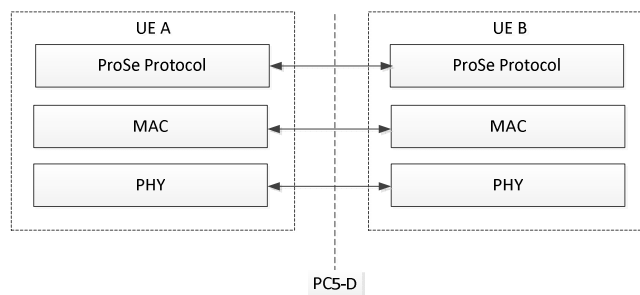 UE A
UE B
ProSe Protocol
ProSe Protocol
MAC
MAC
PHY
PHY
PC5-D